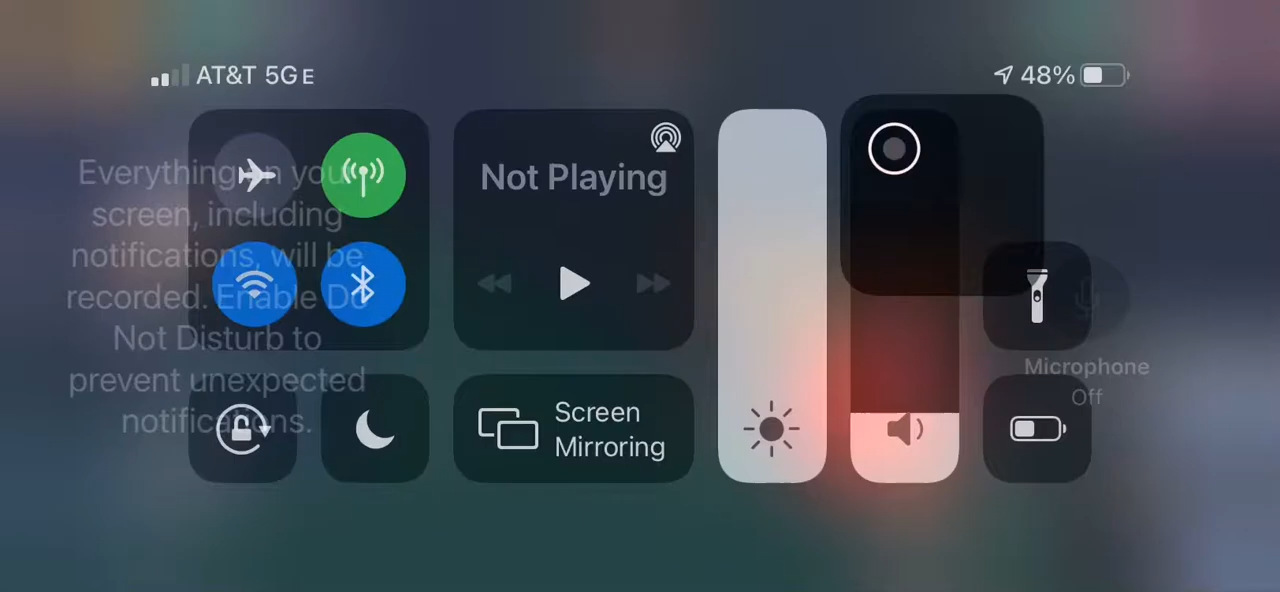 AT&T 5GE
48%
Everything on your
screen, including
notifications, will be
recorded. Enable Do
Not Disturb to
prevent unexpected
notifications.
Not Playing
Screen
Mirroring
Microphone
Off